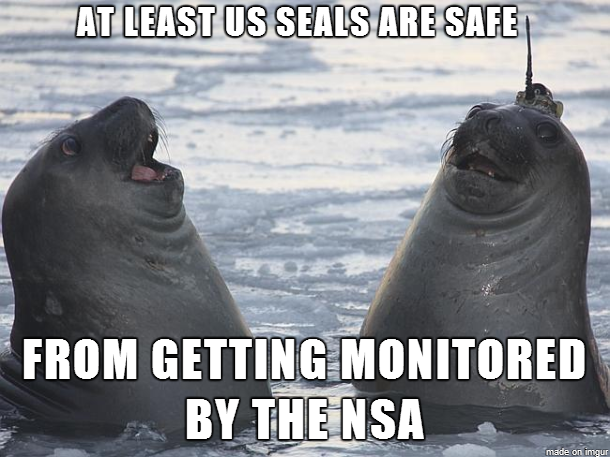 AT LEAST US SEALS ARE SAFE
FROM GETTING MONITORED
BY THE NSA
made on imgur